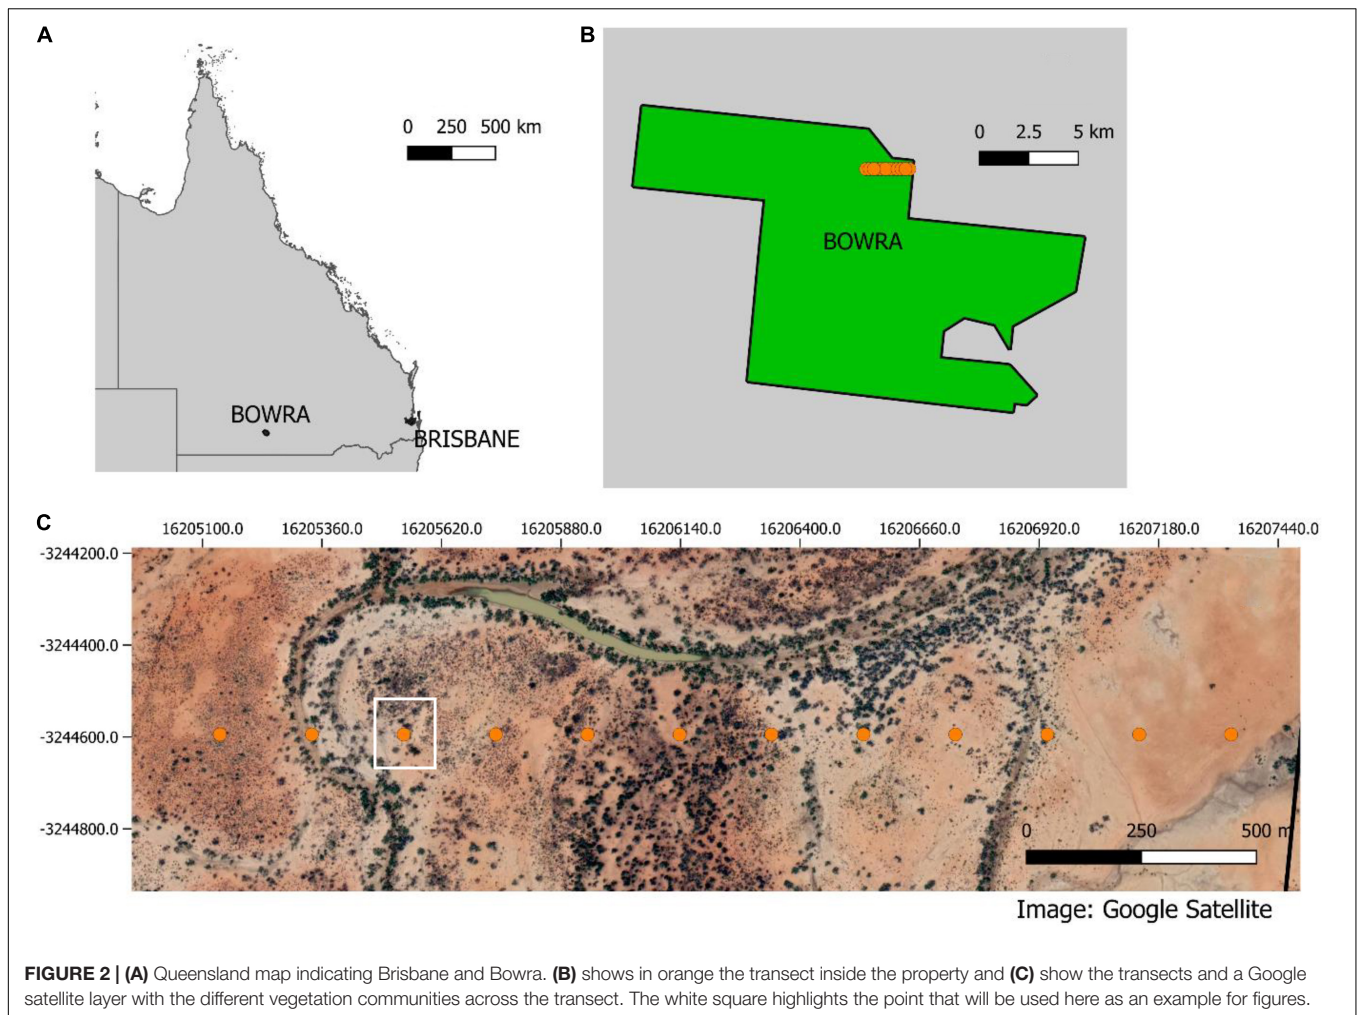 A
B
0 250 500 km
BOWRA
BRISBANE
0 2.5 5 km
BOWRA
C
16205100.0 16205360.0 16205620.0 16205880.0 16206140.0 16206400.0 16206660.0 16206920.0 16207180.0 16207440.0
-3244200.0
-3244400.0
-3244600.0
-3244800.0
0 250 500 m
Image: Google Satellite
FIGURE 2 | (A) Queensland map indicating Brisbane and Bowra. (B) shows in orange the transect inside the property and (C) show the transects and a Google
satellite layer with the different vegetation communities across the transect. The white square highlights the point that will be used here as an example for figures.